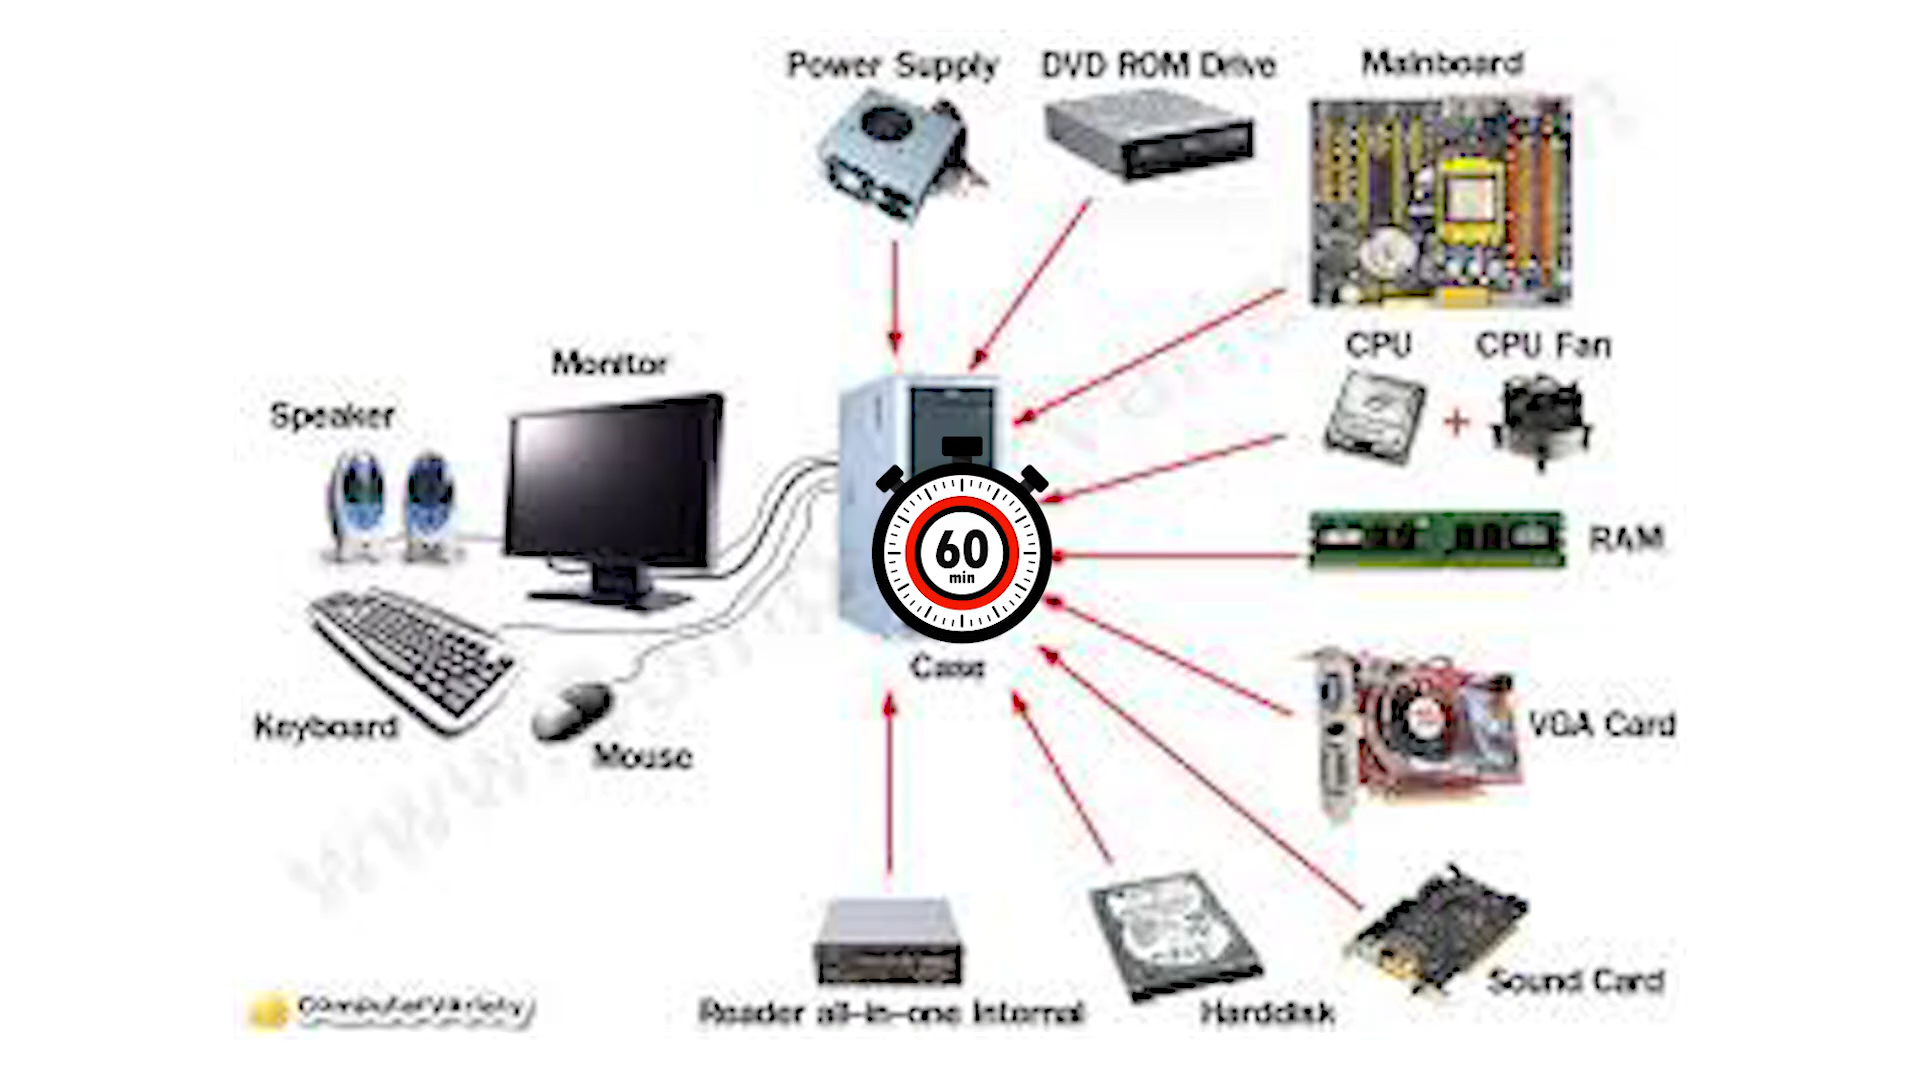 Power Supply
DVD ROM Drive
Mainboard
CPU
CPU Fan
Monitor
Speaker
+
60
min
RAM
Case
Keyboard
Mouse
VGA Card
Sound Card
Reader all-in-one Internal
Harddisk
ComputerVariety